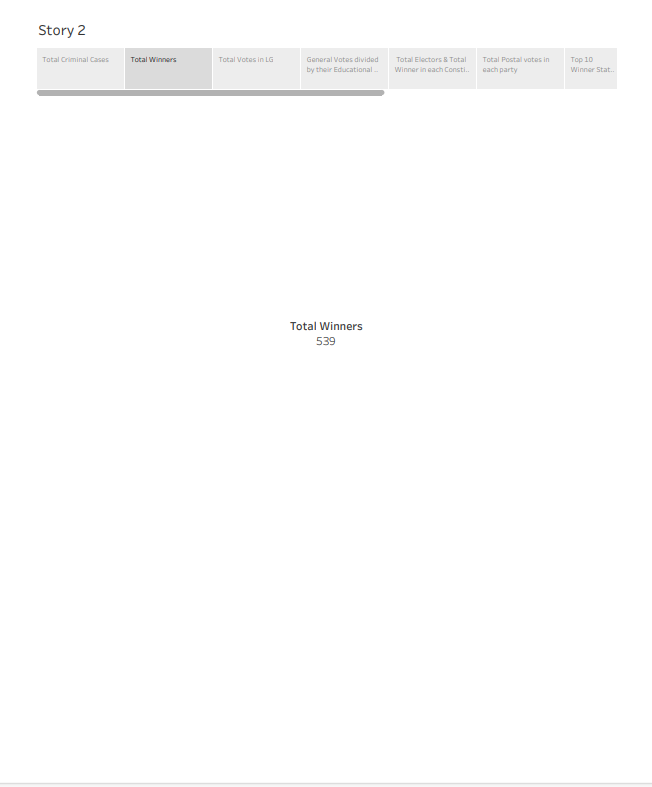 Story 2
Total Criminal Cases
Total Winners
Total Votes in LG
General Votes divided
by their Educational ..
Total Electors & Total
Winner in each Consti..
Total Postal votes in
each party
Top 10
Winner Stat..
Total Winners
539